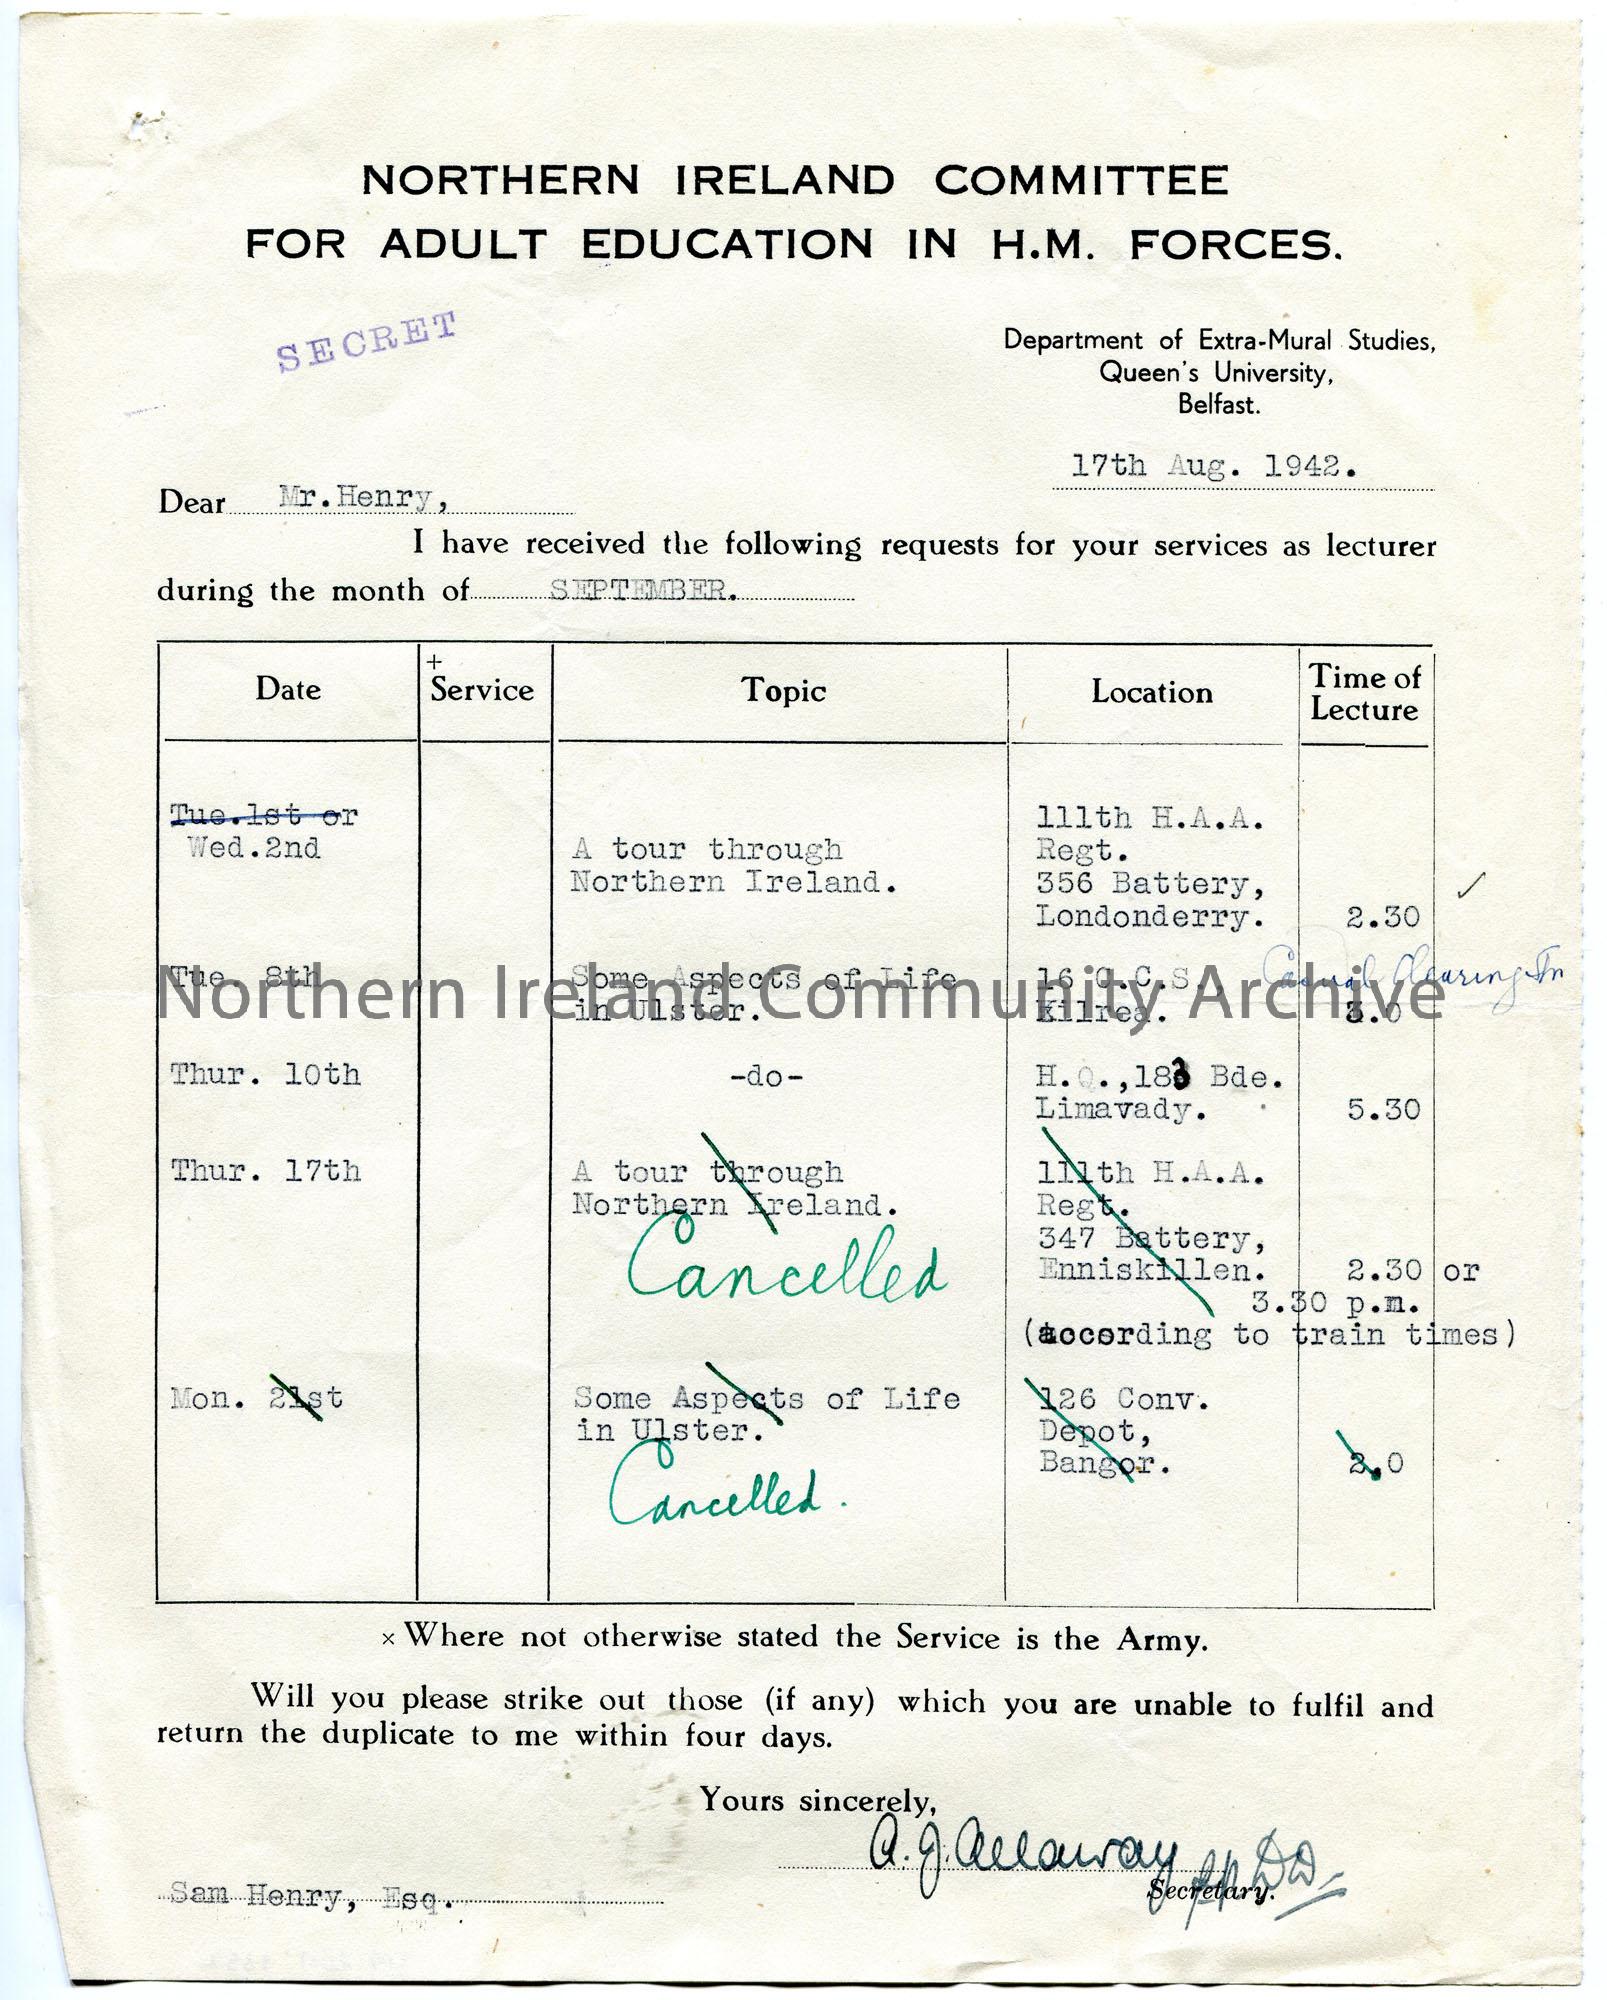 NORTHERN IRELAND COMMITTEE
FOR ADULT EDUCATION IN H.M. FORCES.
SECRET
Department of Extra-Mural Studies,
Queen's University,
Belfast.
17th Aug. 1942.
Dear Mr.Henry,
I have received the following requests for your services as lecturer
during the month of SEPTEMBER.
Date + Service Topic Location Time of Lecture
Tue.1st or
Wed.2nd
A tour through
Northern Ireland.
111th H.A.A.
Regt.
356 Battery,
Londonderry. 2.30 ✓
Tue. 8th
Some Aspects of Life
in Ulster.
16 C.C.S., Clearing Stn
Kilrea. 3.0
Northern Ireland Community Archive
Thur. 10th
-do-
H.Q.,183 Bde.
Limavady. 5.30
Thur. 17th
A tour through
Northern Ireland.
Cancelled
111th H.A.A.
Regt.
347 Battery,
Enniskillen. 2.30 or
3.30 p.m.
(according to train times)
Mon. 21st
Some Aspects of Life
in Ulster.
Cancelled.
126 Conv.
Depot,
Bangor. 2.0
× Where not otherwise stated the Service is the Army.
Will you please strike out those (if any) which you are unable to fulfil and
return the duplicate to me within four days.
Yours sincerely,
A. J. Allaway
Secretary.
Sam Henry, Esq.